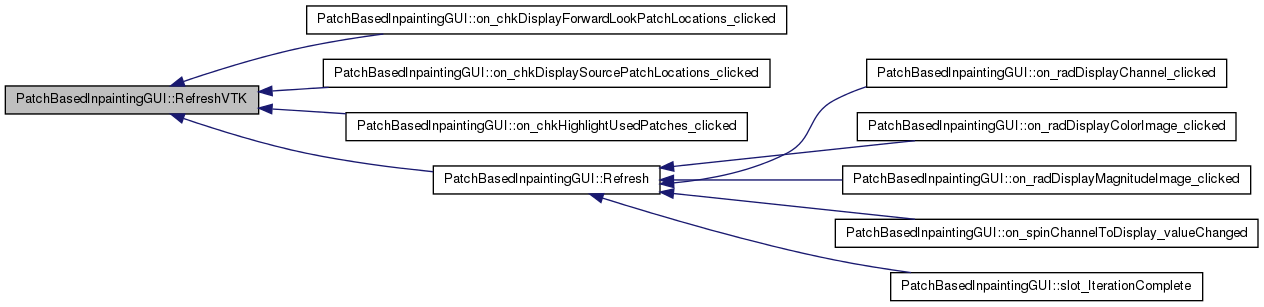 PatchBasedInpaintingGUI::on_chkDisplayForwardLookPatchLocations_clicked
PatchBasedInpaintingGUI::on_chkDisplaySourcePatchLocations_clicked
PatchBasedInpaintingGUI::on_radDisplayChannel_clicked
PatchBasedInpaintingGUI::RefreshVTK
PatchBasedInpaintingGUI::on_chkHighlightUsedPatches_clicked
PatchBasedInpaintingGUI::on_radDisplayColorImage_clicked
PatchBasedInpaintingGUI::Refresh
PatchBasedInpaintingGUI::on_radDisplayMagnitudeImage_clicked
PatchBasedInpaintingGUI::on_spinChannelToDisplay_valueChanged
PatchBasedInpaintingGUI::slot_IterationComplete